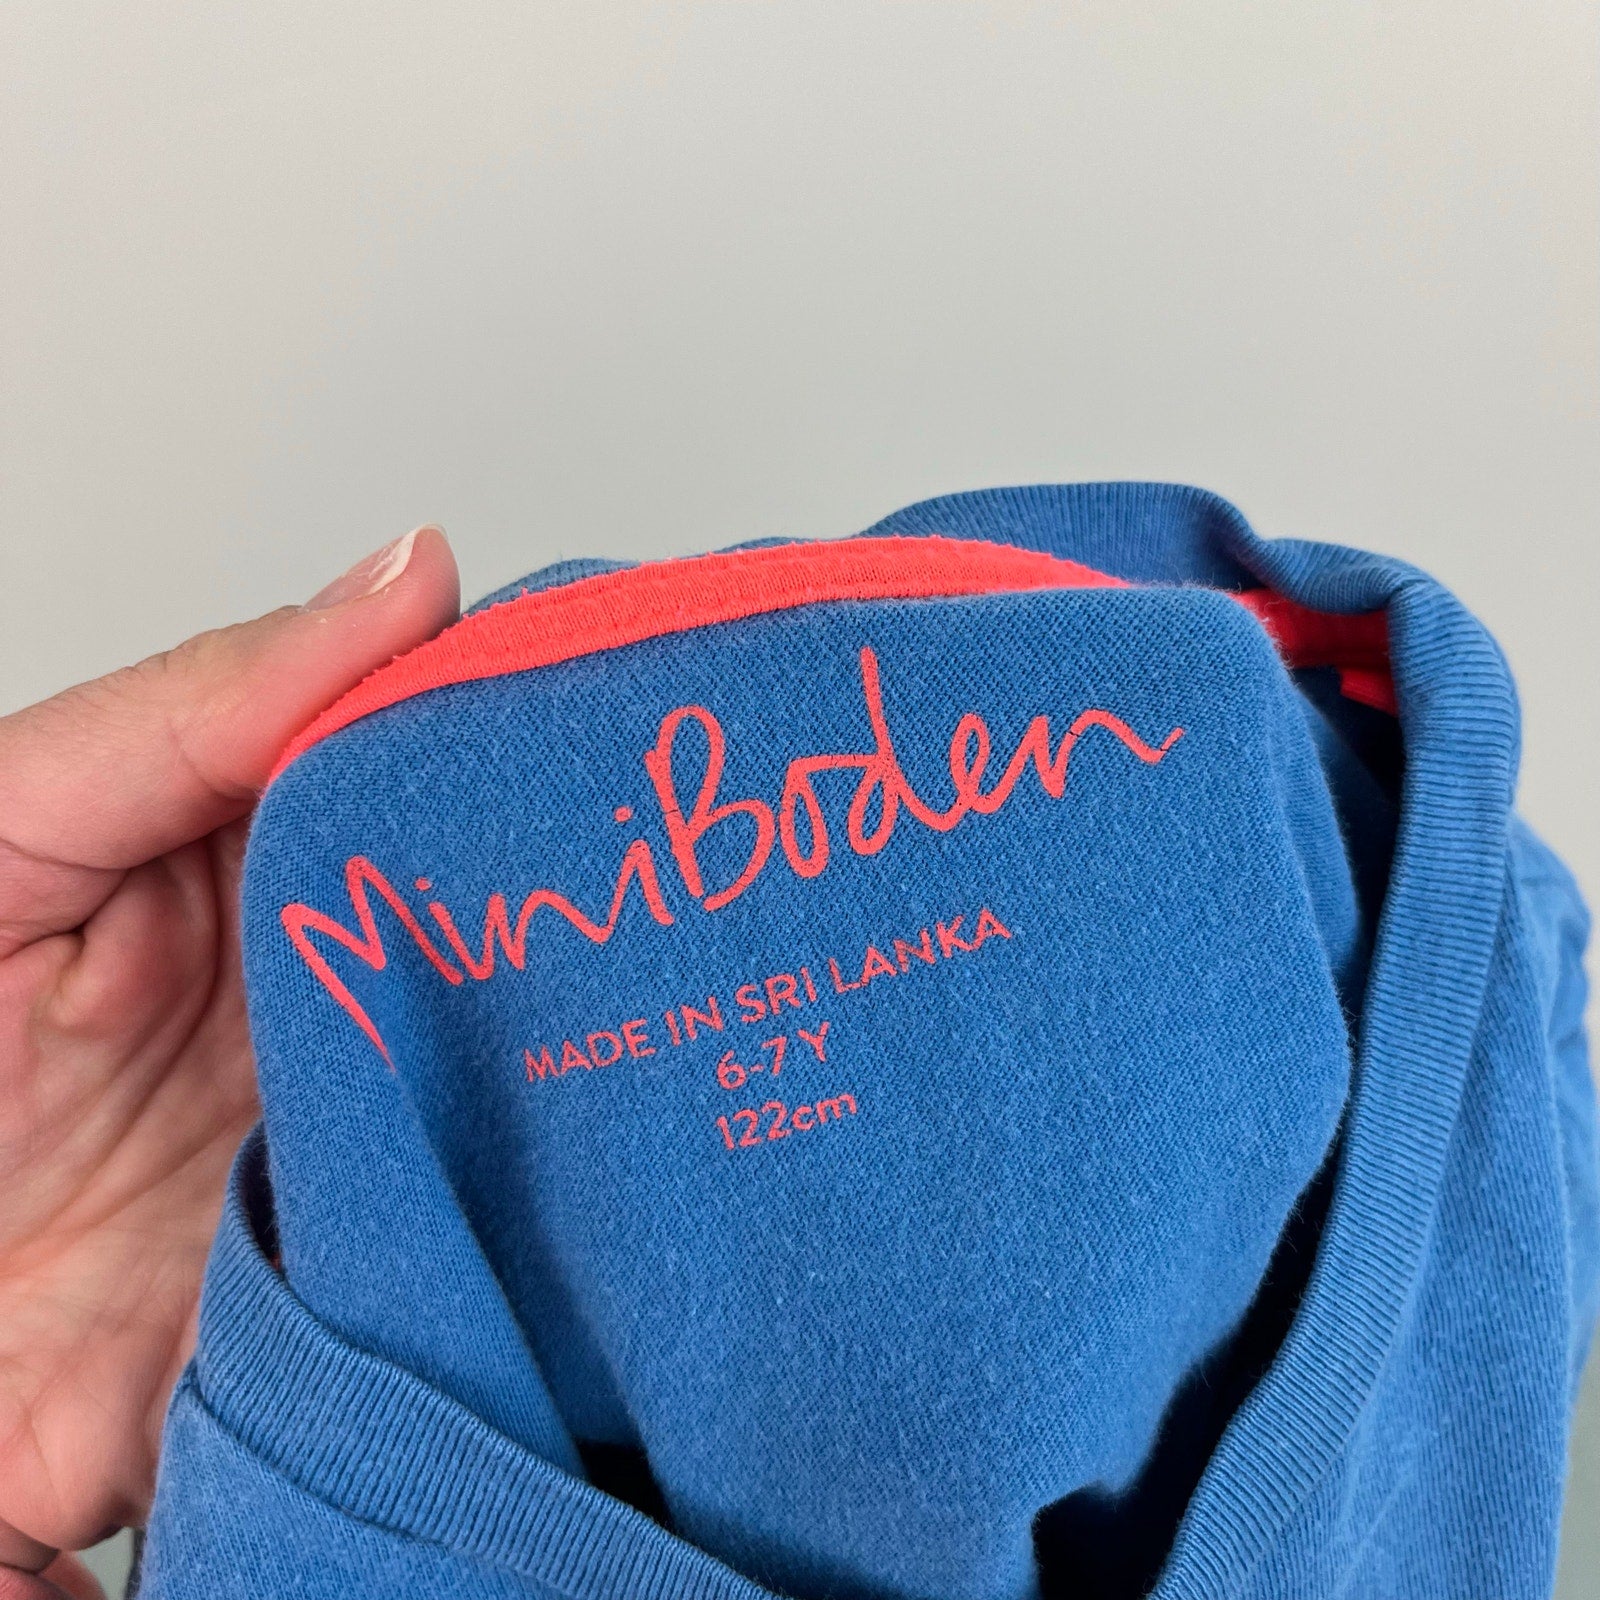 MiniBoden
MADE IN SRI LANKA
6-7 Y
122cm